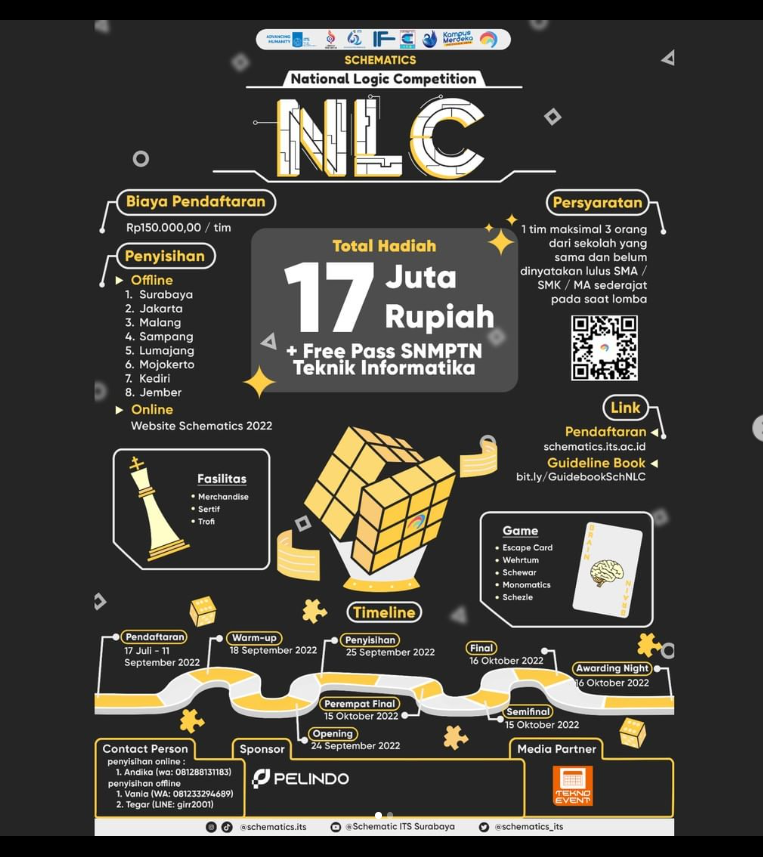 ADVANCING
HUMANITY
its
IF
Kampus
Merdeka
SCHEMATICS
National Logic Competition
NLC
Biaya Pendaftaran
Rp150.000,00 / tim
Penyisihan
Offline
1. Surabaya
2. Jakarta
3. Malang
4. Sampang
5. Lumajang
6. Mojokerto
7. Kediri
8. Jember
Online
Website Schematics 2022
Total Hadiah
17 Juta
Rupiah
+ Free Pass SNMPTN
Teknik Informatika
Persyaratan
1 tim maksimal 3 orang
dari sekolah yang
sama dan belum
dinyatakan lulus SMA /
SMK / MA sederajat
pada saat lomba
Link
Pendaftaran
schematics.its.ac.id
Guideline Book
bit.ly/GuidebookSchNLC
Fasilitas
Merchandise
Sertif
Trofi
Game
Escape Card
Wehrtum
Schewar
Monomatics
Schezle
BRAIN
BRAIN
Timeline
Pendaftaran
17 Juli - 11
September 2022
Warm-up
18 September 2022
Opening
24 September 2022
Penyisihan
25 September 2022
Perempat Final
15 Oktober 2022
Semifinal
15 Oktober 2022
Final
16 Oktober 2022
Awarding Night
16 Oktober 2022
Contact Person
penyisihan online :
1. Andika (wa: 081288131183)
penyisihan offline
1. Vania (WA: 081233294689)
2. Tegar (LINE: girr2001)
Sponsor
PELINDO
Media Partner
TEKNO
EVENT
@schematics.its
@Schematic ITS Surabaya
@schematics_its